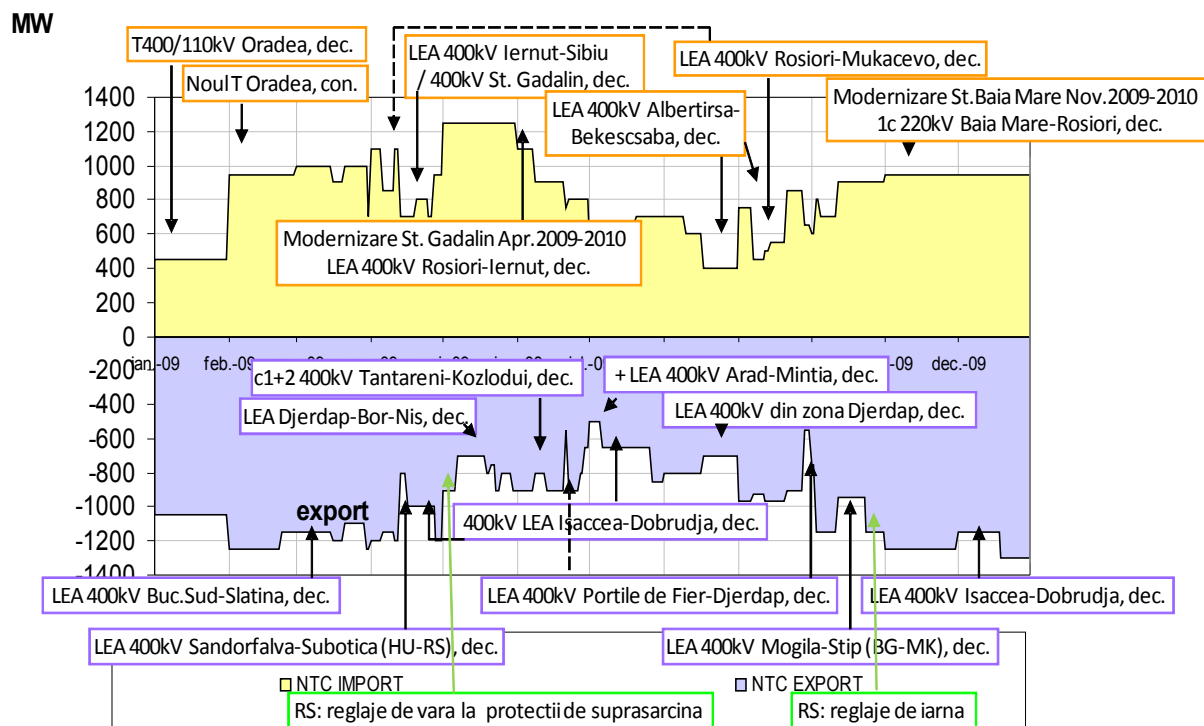 MW
T400/110kV Oradea, dec.
Noul T Oradea, con.
LEA 400kV Iernut-Sibiu
/ 400kV St. Gadalin, dec.
LEA 400kV Rosiori-Mukacevo, dec.
LEA 400kV Albertirsa-
Bekescsaba, dec.
Modernizare St.Baia Mare Nov.2009-2010
1c 220kV Baia Mare-Rosiori, dec.
Modernizare St. Gadalin Apr.2009-2010
LEA 400kV Rosiori-Iernut, dec.
1400
1200
1000
800
600
400
200
0
-200
-400
-600
-800
-1000
-1200
-1400
ian.-09
feb.-09
dec.-09
c1+2 400kV Tantareni-Kozlodui, dec.
+ LEA 400kV Arad-Mintia, dec.
LEA Djerdap-Bor-Nis, dec.
LEA 400kV din zona Djerdap, dec.
export
400kV LEA Isaccea-Dobrudja, dec.
LEA 400kV Buc.Sud-Slatina, dec.
LEA 400kV Portile de Fier-Djerdap, dec.
LEA 400kV Isaccea-Dobrudja, dec.
LEA 400kV Sandorfalva-Subotica (HU-RS), dec.
LEA 400kV Mogila-Stip (BG-MK), dec.
NTC IMPORT
NTC EXPORT
RS: reglaje de vara la protectii de suprasarcina
RS: reglaje de iarna